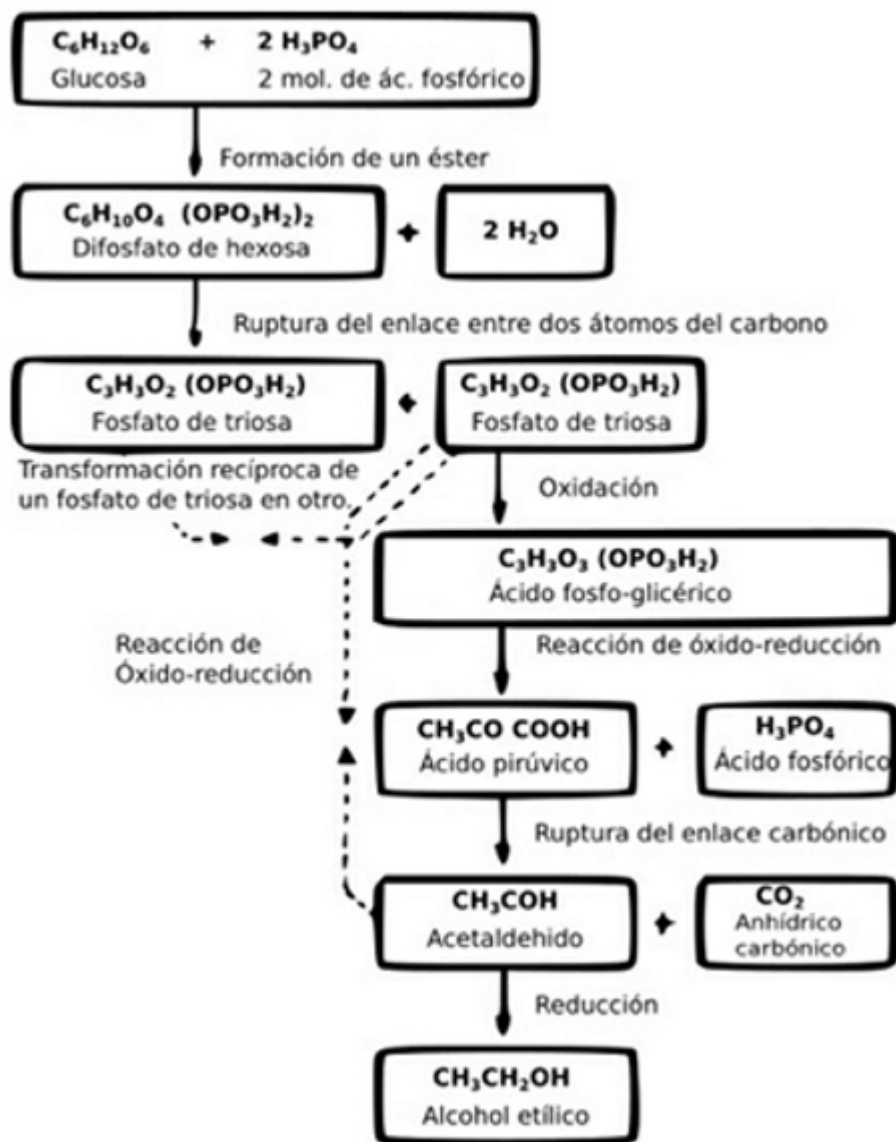 C₆H₁₂O₆ + 2 H₃PO₄
Glucosa 2 mol. de ác. fosfórico
Formación de un éster
C₆H₁₀O₄ (OPO₃H₂)₂ + 2 H₂O
Difosfato de hexosa
Ruptura del enlace entre dos átomos del carbono
C₃H₃O₂ (OPO₃H₂) + C₃H₃O₂ (OPO₃H₂)
Fosfato de triosa Fosfato de triosa
Transformación recíproca de
un fosfato de triosa en otro.
Oxidación
C₃H₃O₃ (OPO₃H₂)
Ácido fosfo-glicérico
Reacción de
Óxido-reducción
Reacción de óxido-reducción
CH₃CO COOH + H₃PO₄
Ácido pirúvico Ácido fosfórico
Ruptura del enlace carbónico
CH₃COH + CO₂
Acetaldehido Anhídrico
carbónico
Reducción
CH₃CH₂OH
Alcohol etílico